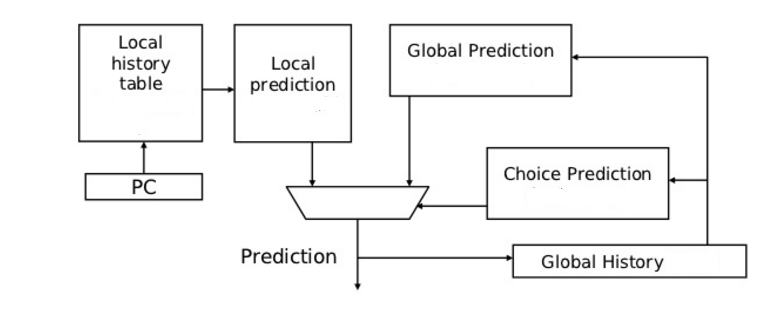 Local
history
table
Local
prediction
Global Prediction
PC
Choice Prediction
Prediction
Global History